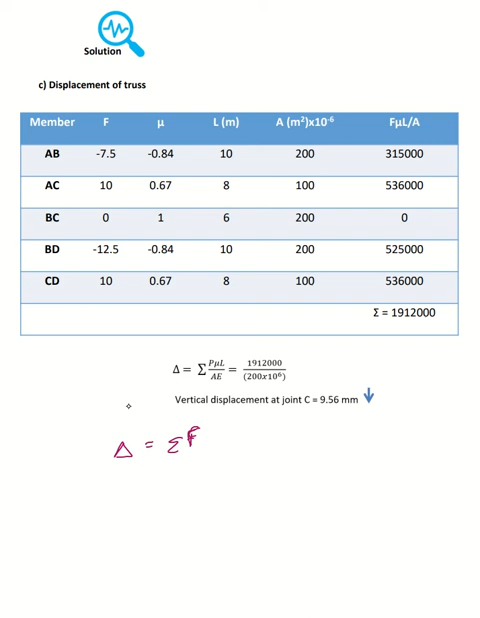 Solution
c) Displacement of truss
Member F μ L (m) A (m²)x10⁻⁶ FμL/A
AB -7.5 -0.84 10 200 315000
AC 10 0.67 8 100 536000
BC 0 1 6 200 0
BD -12.5 -0.84 10 200 525000
CD 10 0.67 8 100 536000
Σ = 1912000
Δ = ∑ PμL/AE = 1912000/(200x10⁶)
Vertical displacement at joint C = 9.56 mm
Δ = Σ F